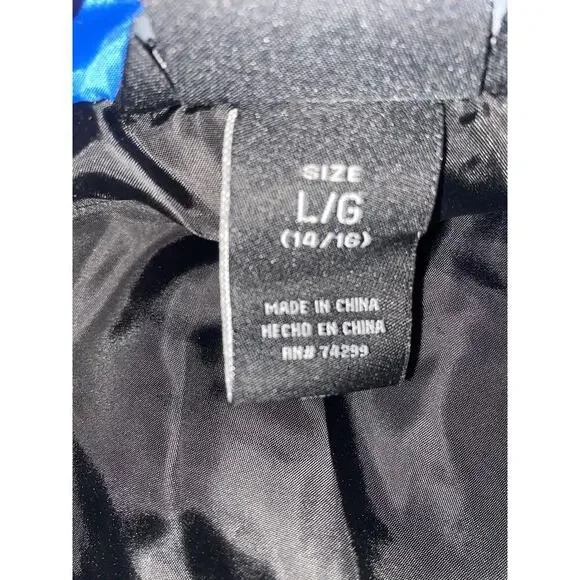 SIZE
L/G
(14/16)
MADE IN CHINA
HECHO EN CHINA
RN# 74299